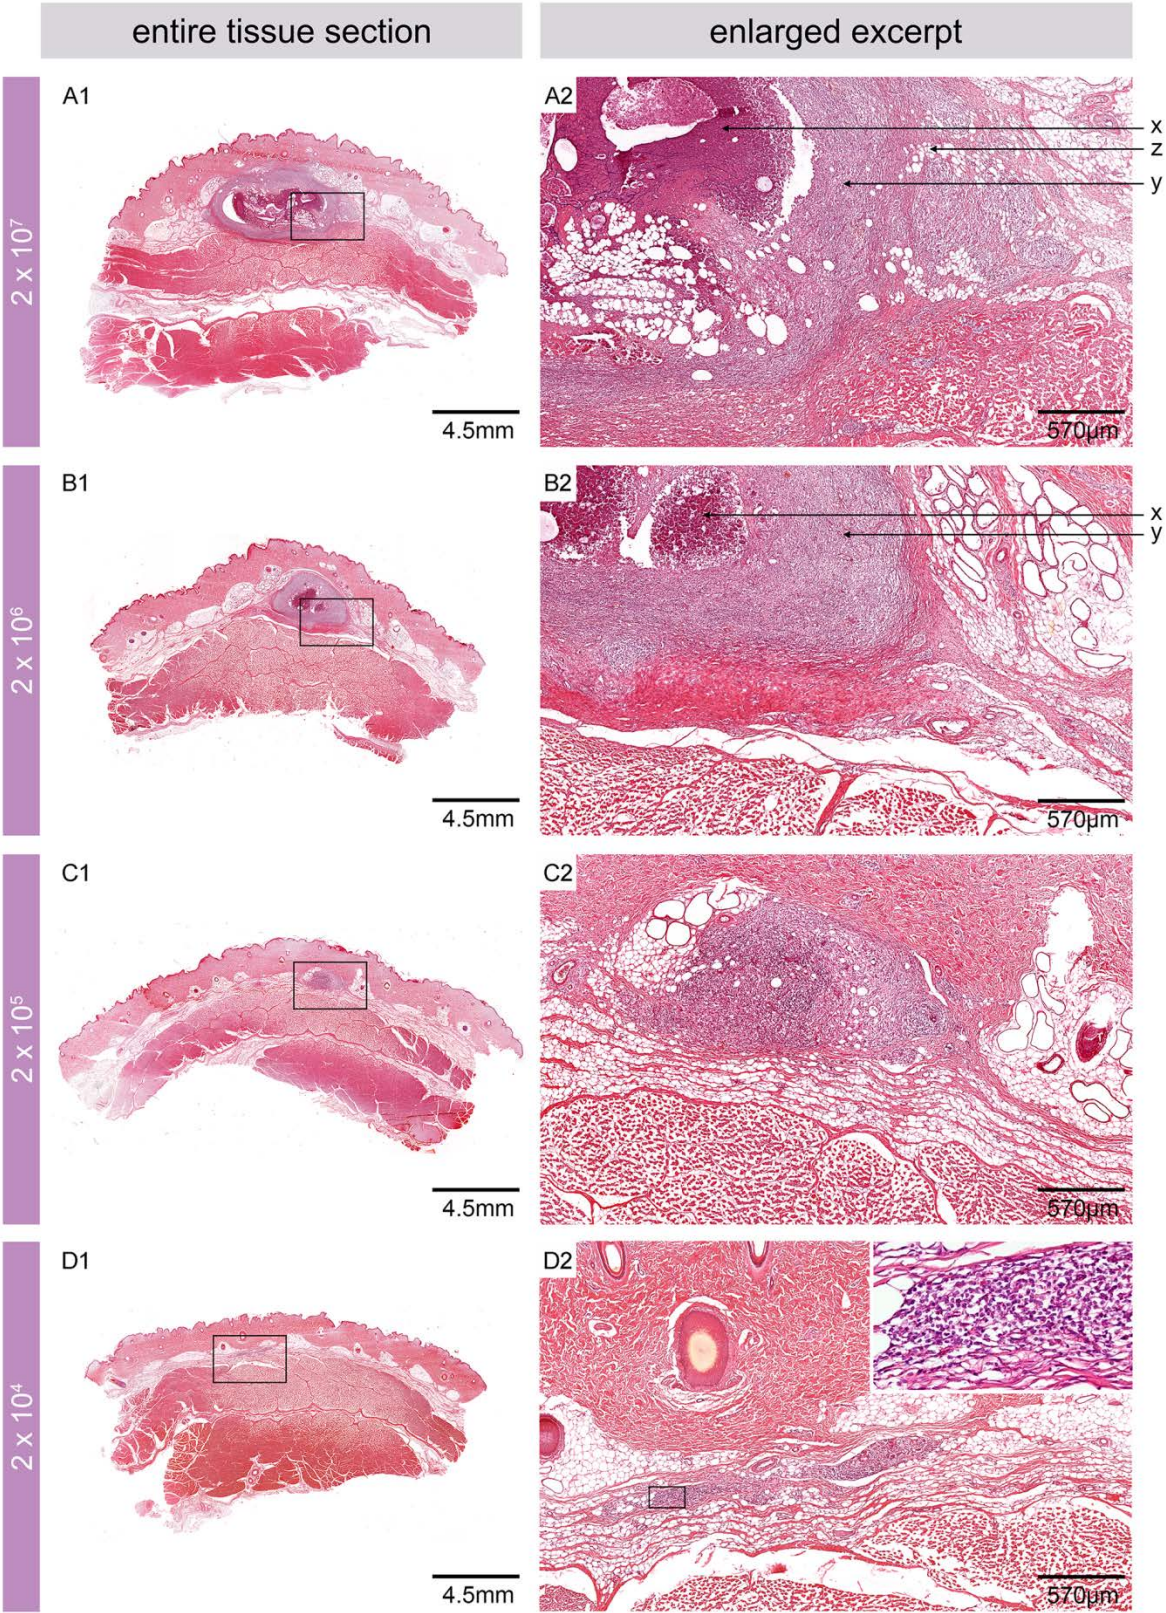 entire tissue section
enlarged excerpt
2 x 10⁷
A1
4.5mm
A2
x
z
y
570µm
2 x 10⁶
B1
4.5mm
B2
x
y
570µm
2 x 10⁵
C1
4.5mm
C2
570µm
2 x 10⁴
D1
4.5mm
D2
570µm